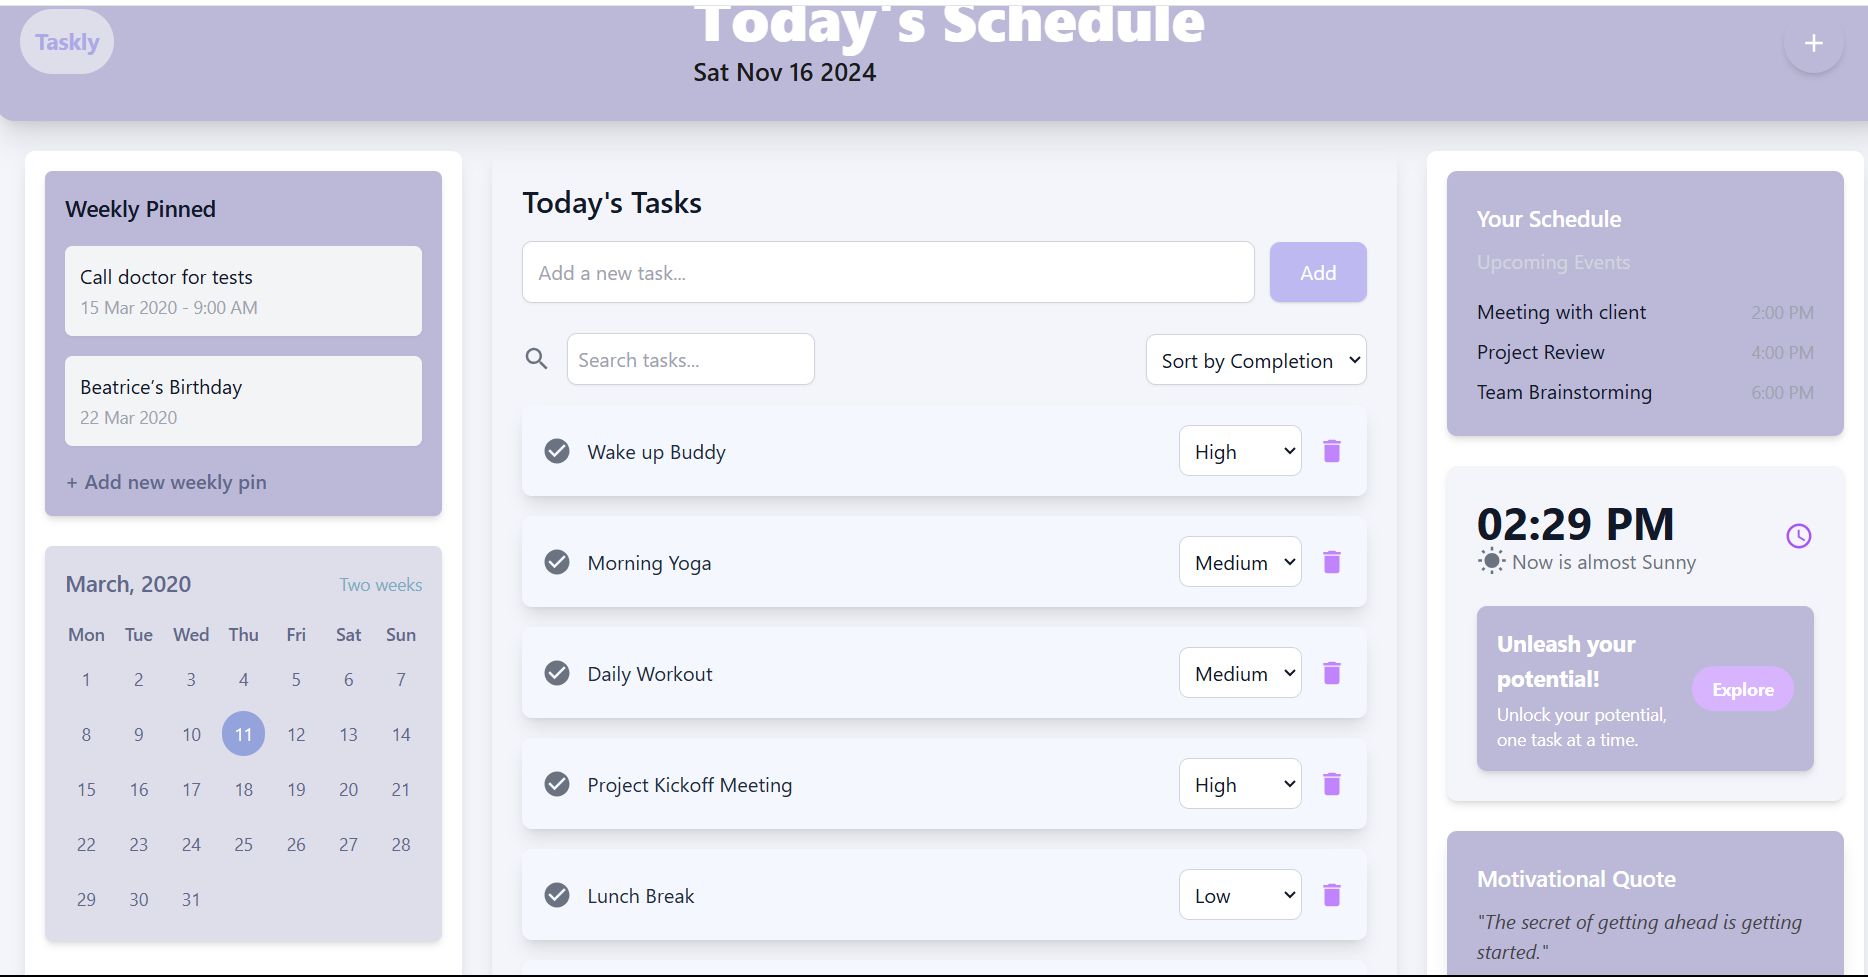 Taskly
Today's Schedule
Sat Nov 16 2024
+
Weekly Pinned
Call doctor for tests
15 Mar 2020 - 9:00 AM
Beatrice’s Birthday
22 Mar 2020
+ Add new weekly pin
March, 2020 Two weeks
Mon Tue Wed Thu Fri Sat Sun
1 2 3 4 5 6 7
8 9 10 11 12 13 14
15 16 17 18 19 20 21
22 23 24 25 26 27 28
29 30 31
Today's Tasks
Add a new task... Add
Search tasks... Sort by Completion
Wake up Buddy High
Morning Yoga Medium
Daily Workout Medium
Project Kickoff Meeting High
Lunch Break Low
Your Schedule
Upcoming Events
Meeting with client 2:00 PM
Project Review 4:00 PM
Team Brainstorming 6:00 PM
02:29 PM
Now is almost Sunny
Unleash your
potential!
Unlock your potential,
one task at a time.
Explore
Motivational Quote
"The secret of getting ahead is getting
started."